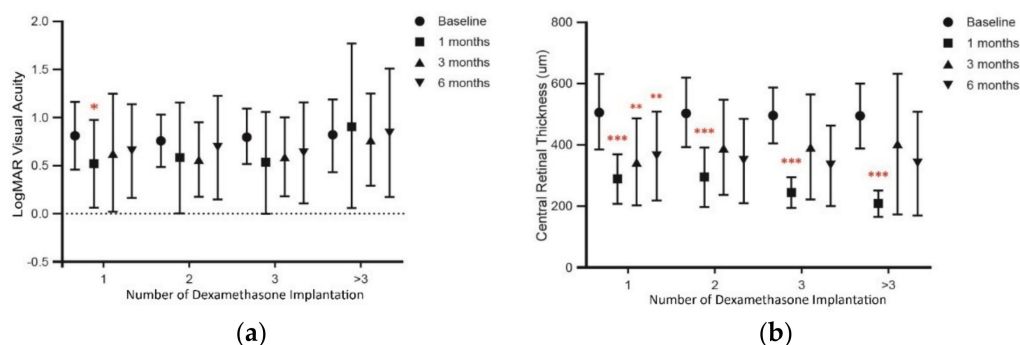 2.0
1.5
1.0
0.5
0.0
-0.5
LogMAR Visual Acuity
*
Baseline
1 months
3 months
6 months
1
2
3
>3
Number of Dexamethasone Implantation
(a)
800
600
400
200
0
Central Retinal Thickness (um)
***
**
**
***
***
***
Baseline
1 months
3 months
6 months
1
2
3
>3
Number of Dexamethasone Implantation
(b)